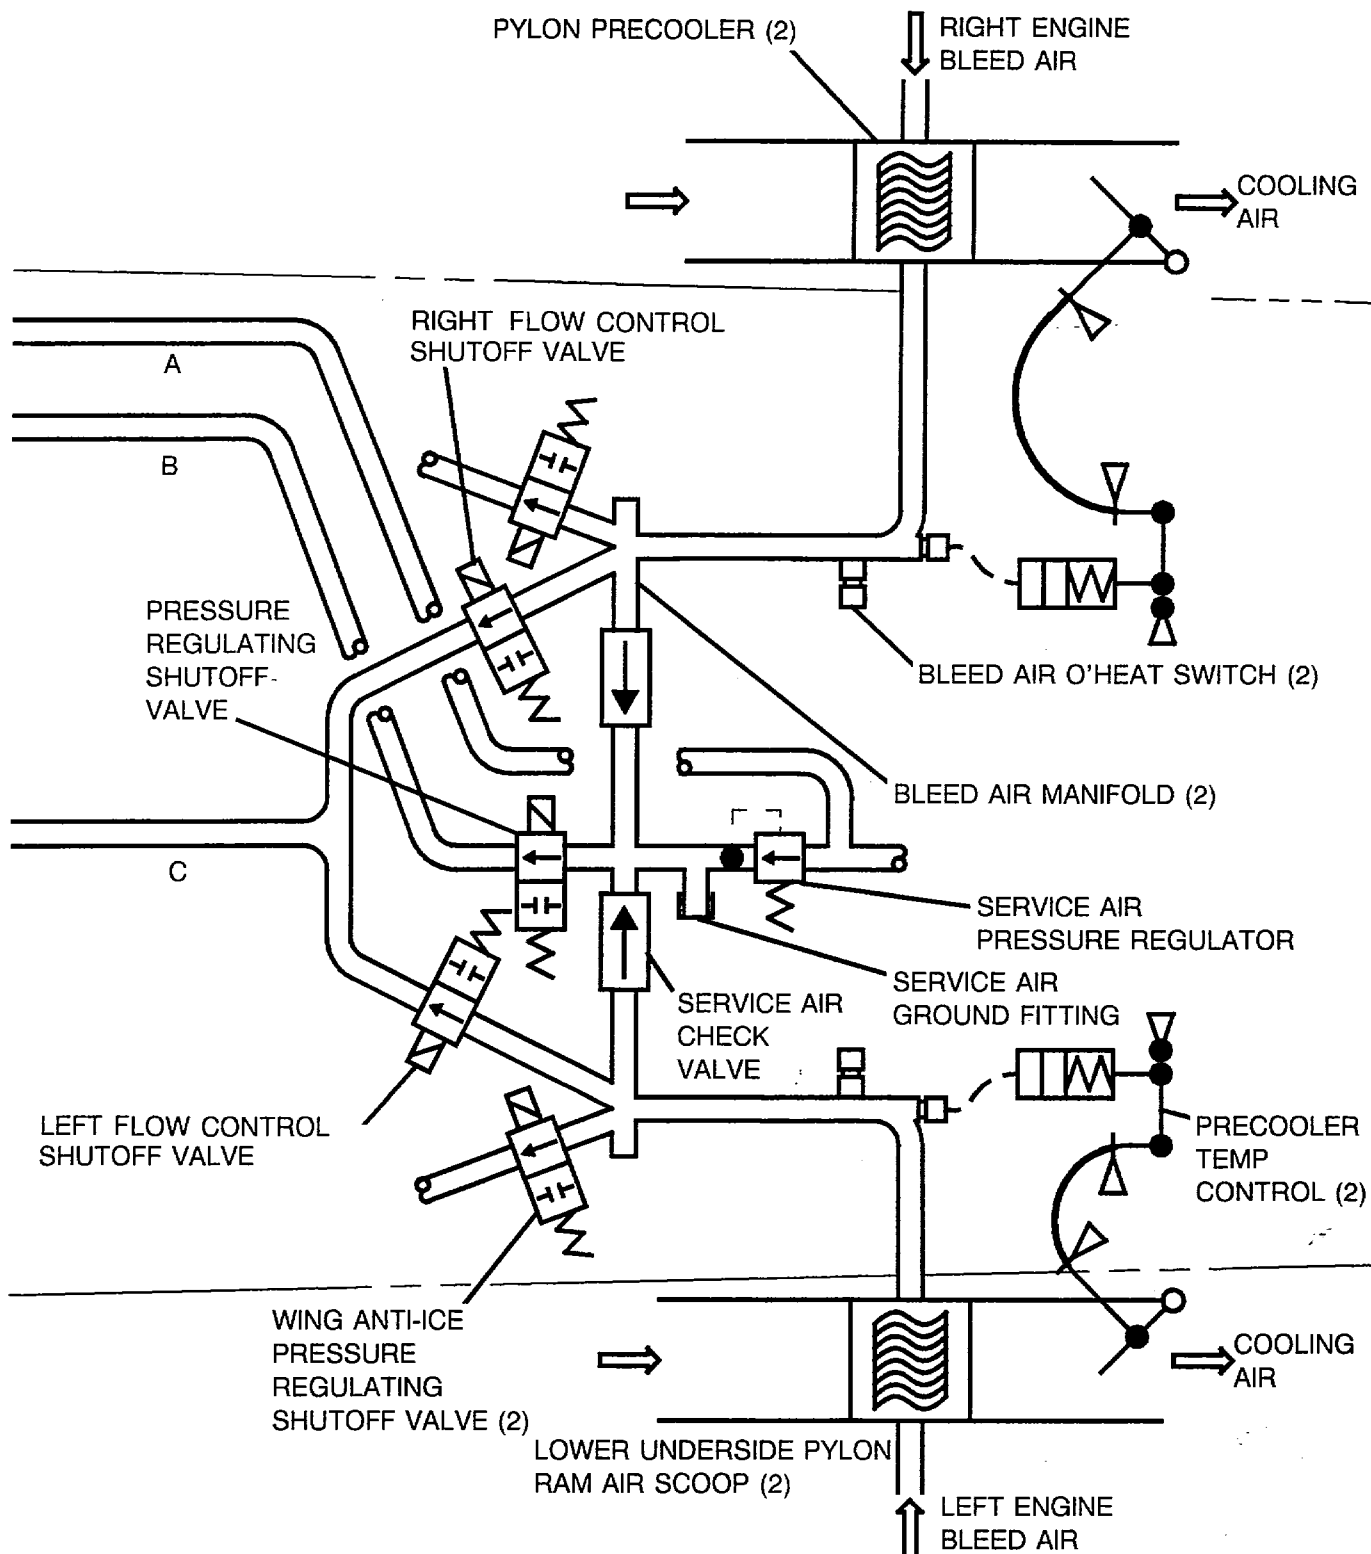 PYLON PRECOOLER (2)
RIGHT ENGINE
BLEED AIR
COOLING
AIR
RIGHT FLOW CONTROL
SHUTOFF VALVE
A
B
PRESSURE
REGULATING
SHUTOFF-
VALVE
BLEED AIR O'HEAT SWITCH (2)
BLEED AIR MANIFOLD (2)
C
SERVICE AIR
PRESSURE REGULATOR
SERVICE AIR
GROUND FITTING
SERVICE AIR
CHECK
VALVE
LEFT FLOW CONTROL
SHUTOFF VALVE
PRECOOLER
TEMP
CONTROL (2)
WING ANTI-ICE
PRESSURE
REGULATING
SHUTOFF VALVE (2)
COOLING
AIR
LOWER UNDERSIDE PYLON
RAM AIR SCOOP (2)
LEFT ENGINE
BLEED AIR